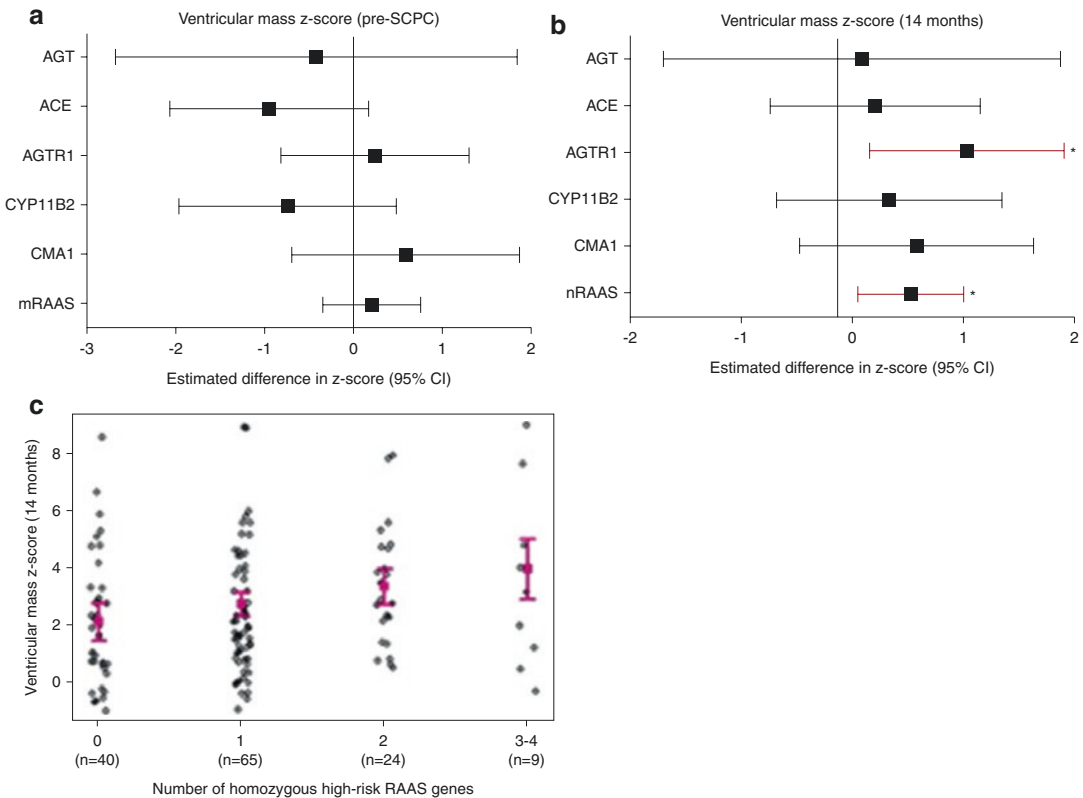 a
Ventricular mass z-score (pre-SCPC)
AGT
ACE
AGTR1
CYP11B2
CMA1
mRAAS
-3 -2 -1 0 1 2
Estimated difference in z-score (95% CI)
b
Ventricular mass z-score (14 months)
AGT
ACE
AGTR1
*
CYP11B2
CMA1
nRAAS
*
-2 -1 0 1 2
Estimated difference in z-score (95% CI)
c
Ventricular mass z-score (14 months)
8
6
4
2
0
0 1 2 3-4
(n=40) (n=65) (n=24) (n=9)
Number of homozygous high-risk RAAS genes